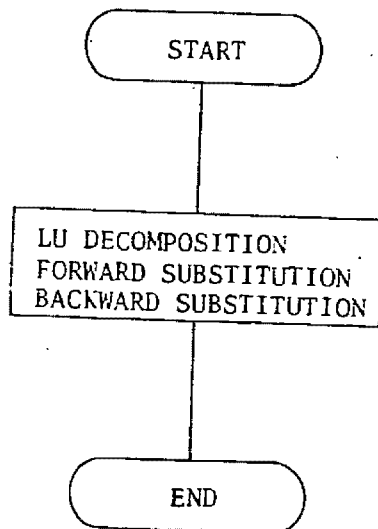 START
LU DECOMPOSITION
FORWARD SUBSTITUTION
BACKWARD SUBSTITUTION
END